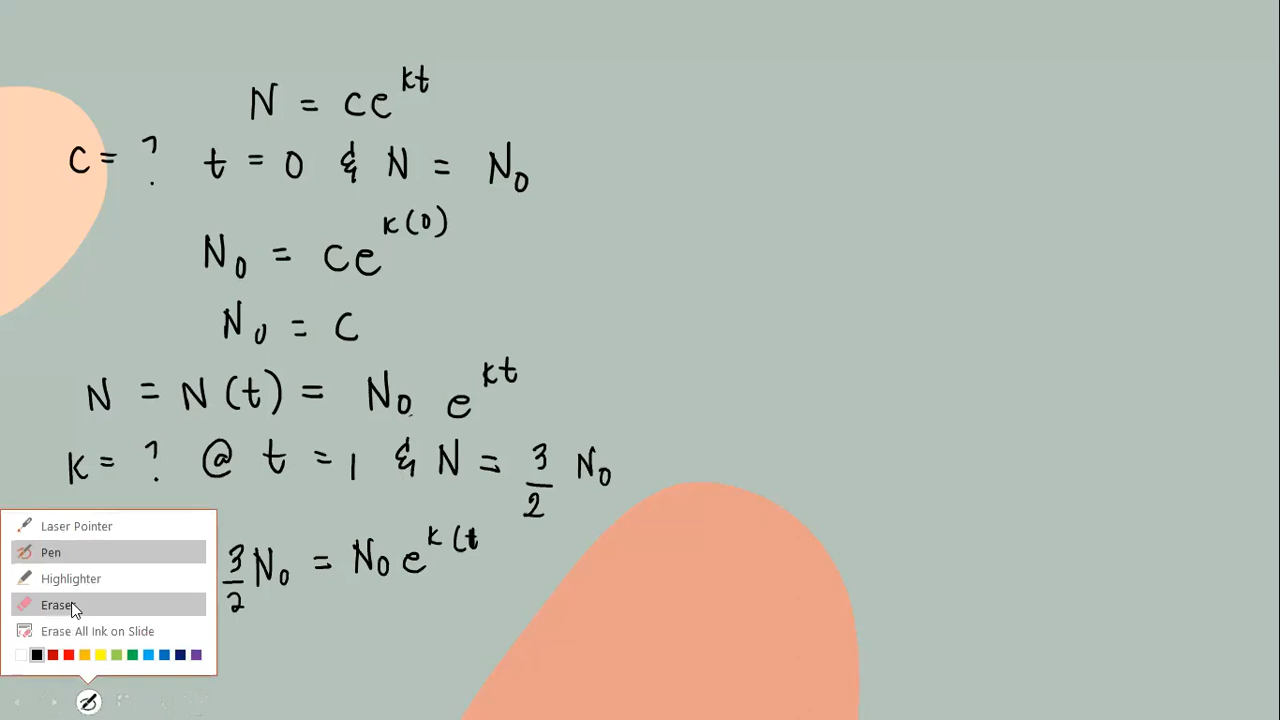 N = ce^{kt}
c = ? t = 0 & N = N₀
N₀ = ce^{k(0)}
N₀ = c
N = N(t) = N₀ e^{kt}
k = ? @ t = 1 & N = 3/2 N₀
3/2 N₀ = N₀ e^{k(t}
Laser Pointer
Pen
Highlighter
Eraser
Erase All Ink on Slide